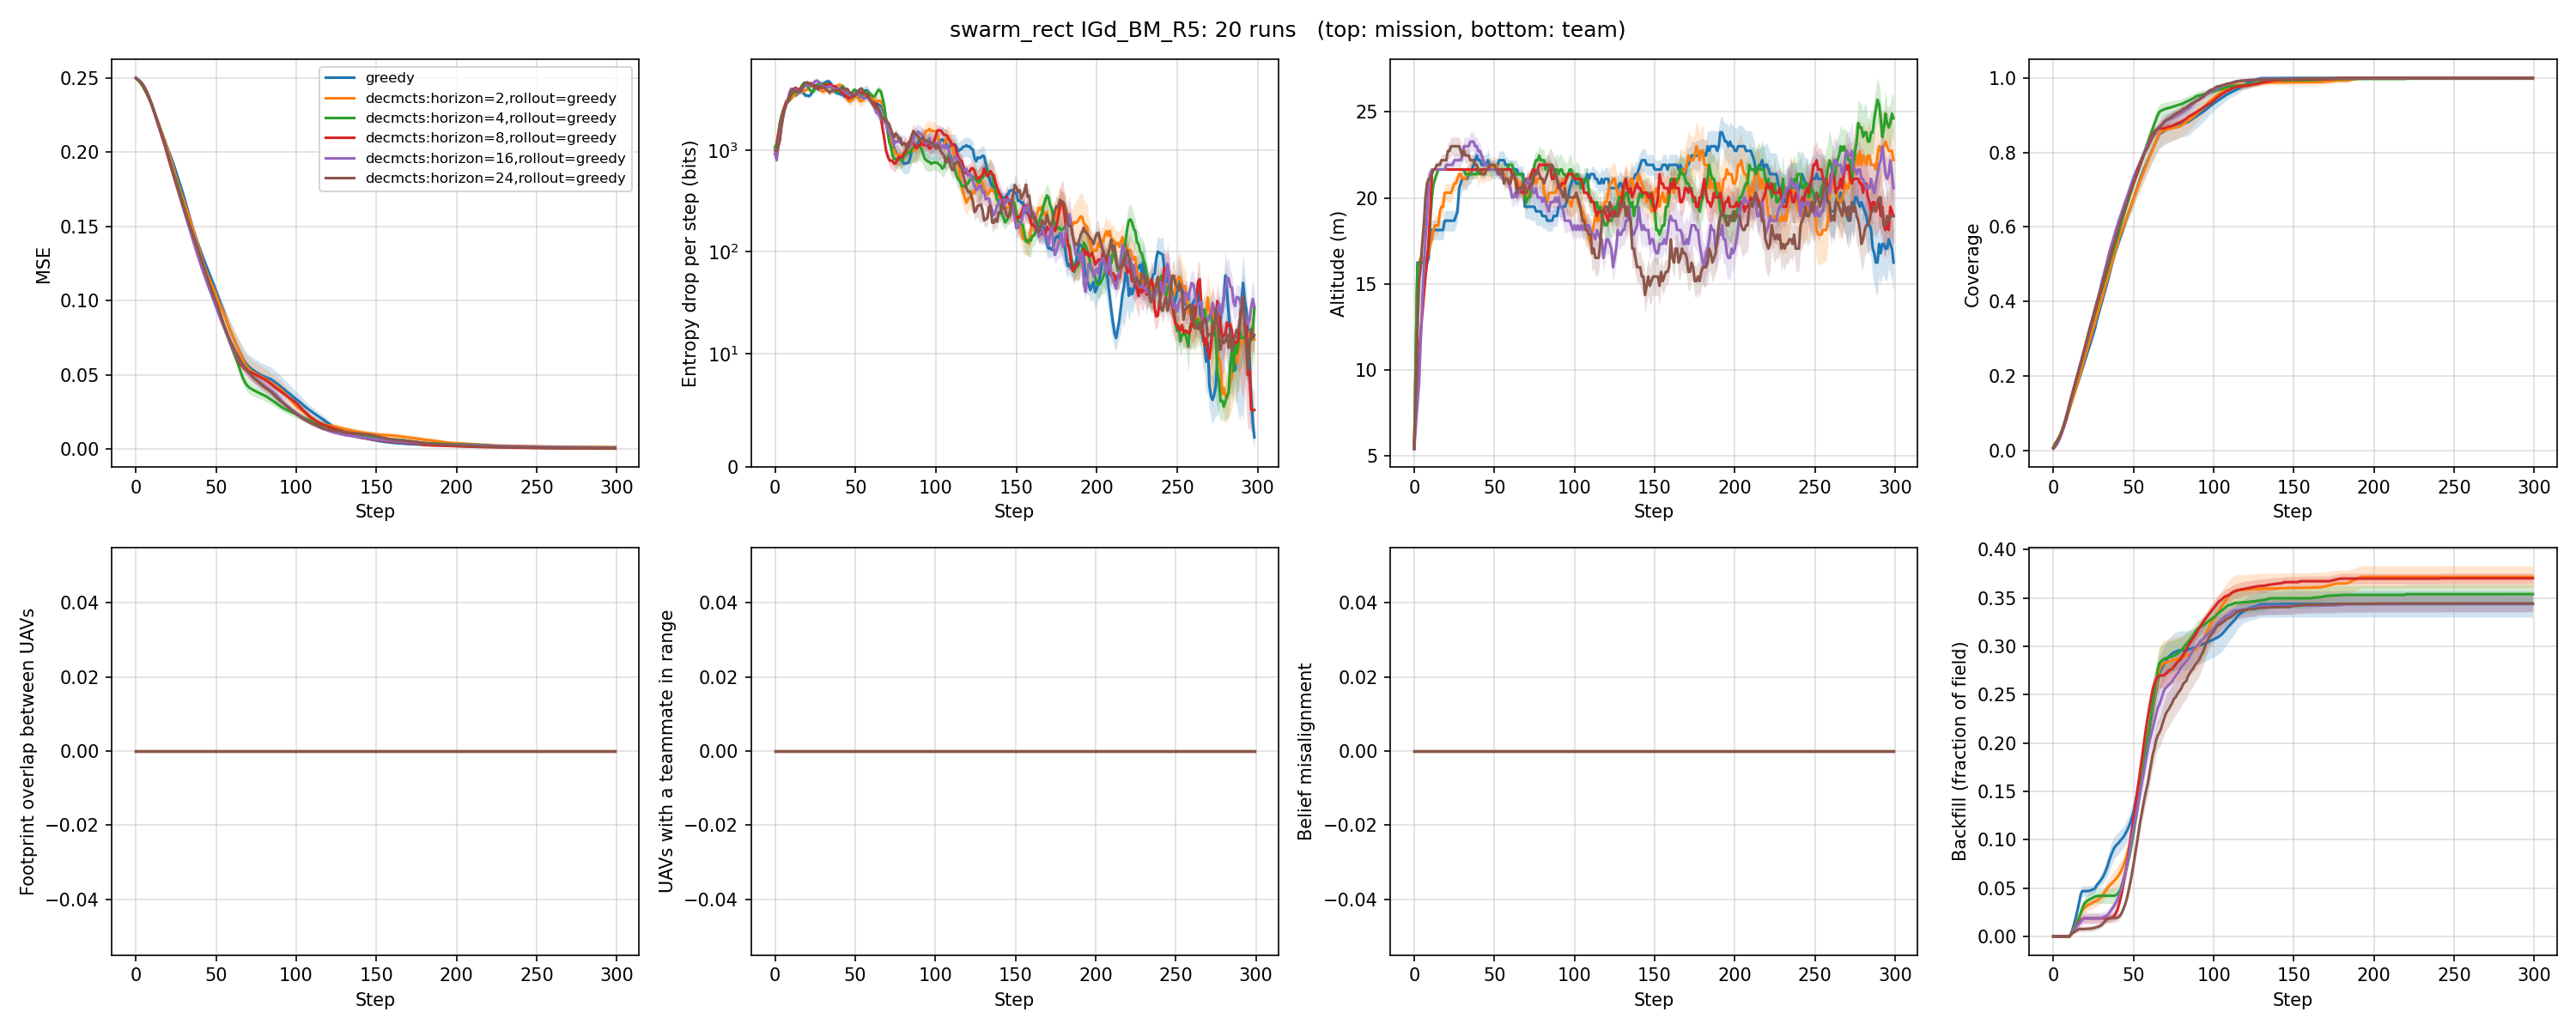 swarm_rect IGd_BM_R5: 20 runs (top: mission, bottom: team)
MSE
0.25
0.20
0.15
0.10
0.05
0.00
greedy
decmcts:horizon=2,rollout=greedy
decmcts:horizon=4,rollout=greedy
decmcts:horizon=8,rollout=greedy
decmcts:horizon=16,rollout=greedy
decmcts:horizon=24,rollout=greedy
0 50 100 150 200 250 300
Step
Entropy drop per step (bits)
10³
10²
10¹
0
0 50 100 150 200 250 300
Step
Altitude (m)
25
20
15
10
5
0 50 100 150 200 250 300
Step
Coverage
1.0
0.8
0.6
0.4
0.2
0.0
0 50 100 150 200 250 300
Step
Footprint overlap between UAVs
0.04
0.02
0.00
−0.02
−0.04
0 50 100 150 200 250 300
Step
UAVs with a teammate in range
0.04
0.02
0.00
−0.02
−0.04
0 50 100 150 200 250 300
Step
Belief misalignment
0.04
0.02
0.00
−0.02
−0.04
0 50 100 150 200 250 300
Step
Backfill (fraction of field)
0.40
0.35
0.30
0.25
0.20
0.15
0.10
0.05
0.00
0 50 100 150 200 250 300
Step